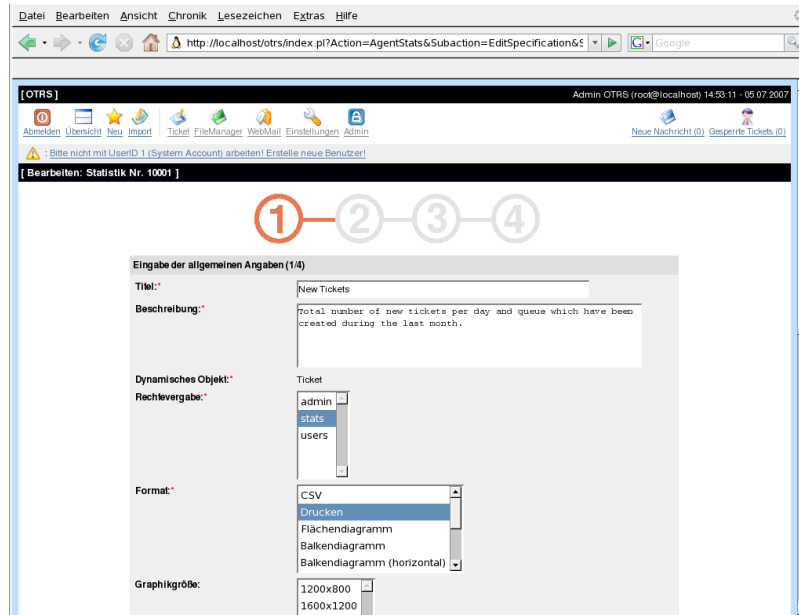 Datei Bearbeiten Ansicht Chronik Lesezeichen Extras Hilfe
http://localhost/otrs/index.pl?Action=AgentStats&Subaction=EditSpecification&S
G Google
[ OTRS ]
Admin OTRS (root@localhost) 14:53:11 - 05.07.2007
Abmelden Übersicht Neu Import Ticket FileManager WebMail Einstellungen Admin
Neue Nachricht (0) Gesperrte Tickets (0)
: Bitte nicht mit UserID 1 (System Account) arbeiten! Erstelle neue Benutzer!
[ Bearbeiten: Statistik Nr. 10001 ]
1 2 3 4
Eingabe der allgemeinen Angaben (1/4)
Titel:*
New Tickets
Beschreibung:*
Total number of new tickets per day and queue which have been
created during the last month.
Dynamisches Objekt:*
Ticket
Rechtevergabe:*
admin
stats
users
Format:*
CSV
Drucken
Flächendiagramm
Balkendiagramm
Balkendiagramm (horizontal)
Graphikgröße:
1200x800
1600x1200